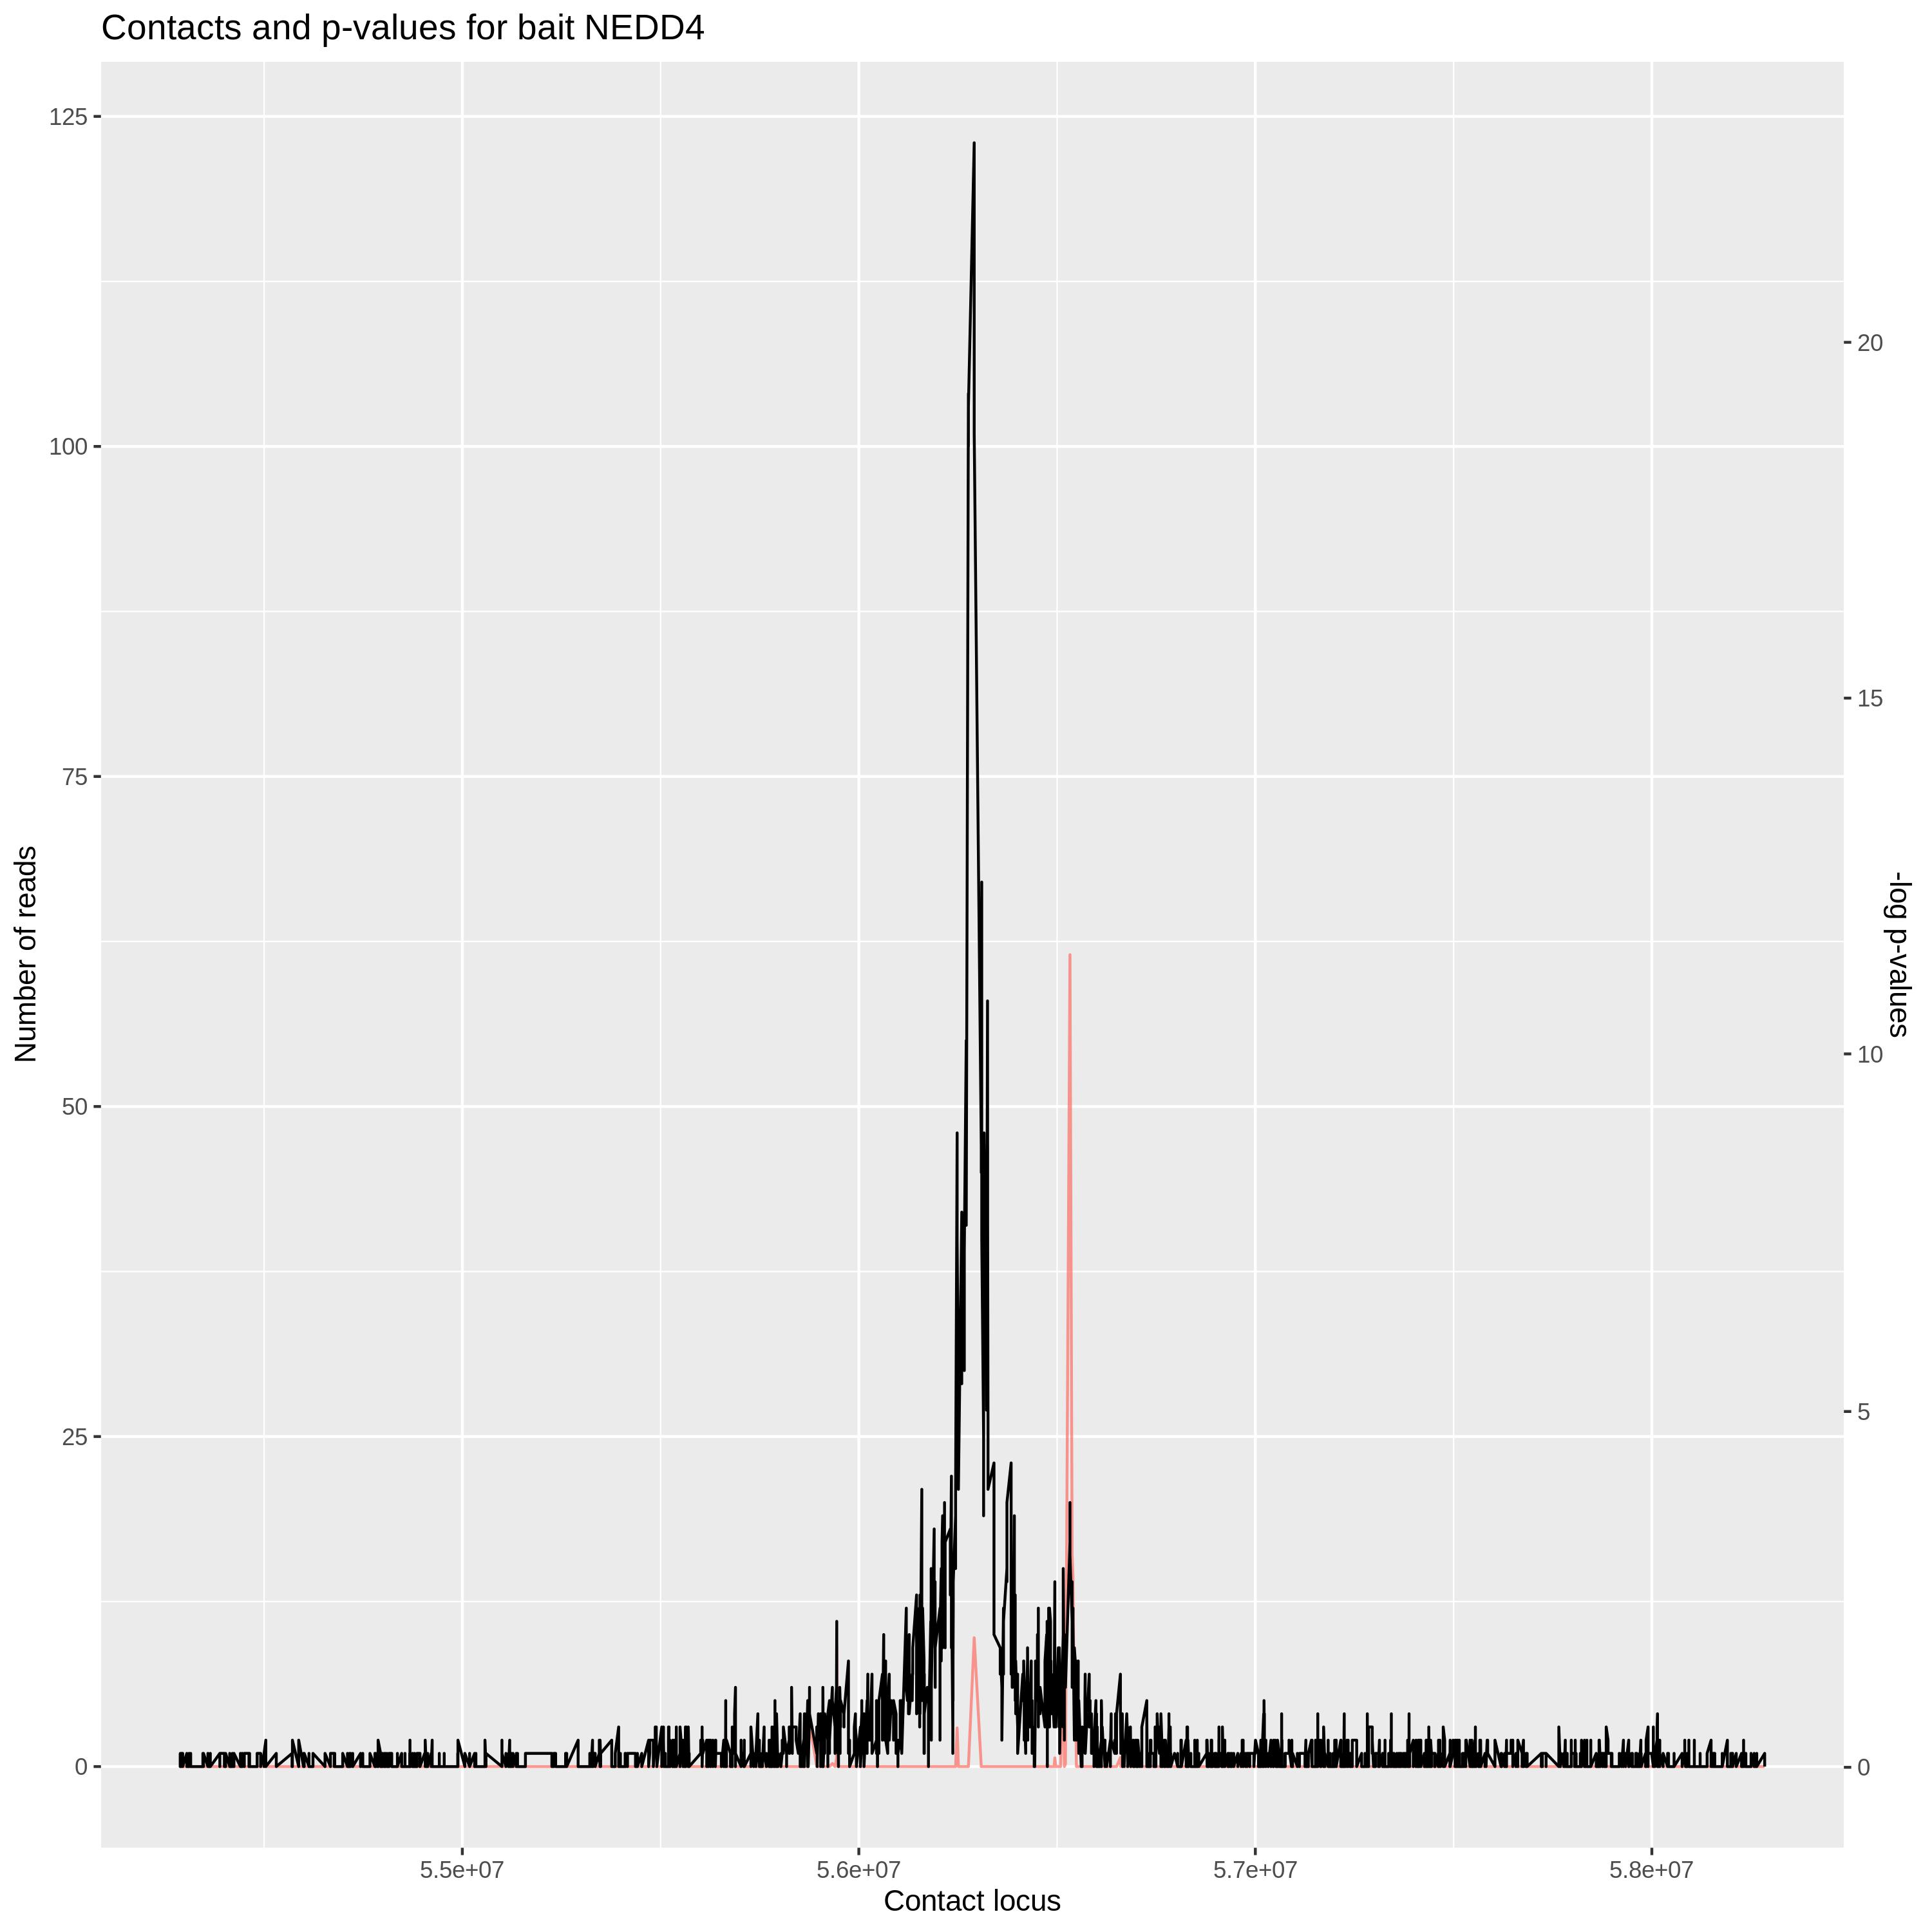 Contacts and p-values for bait NEDD4
125
100
75
50
25
0
Number of reads
20
15
10
5
0
-log p-values
5.5e+07
5.6e+07
5.7e+07
5.8e+07
Contact locus